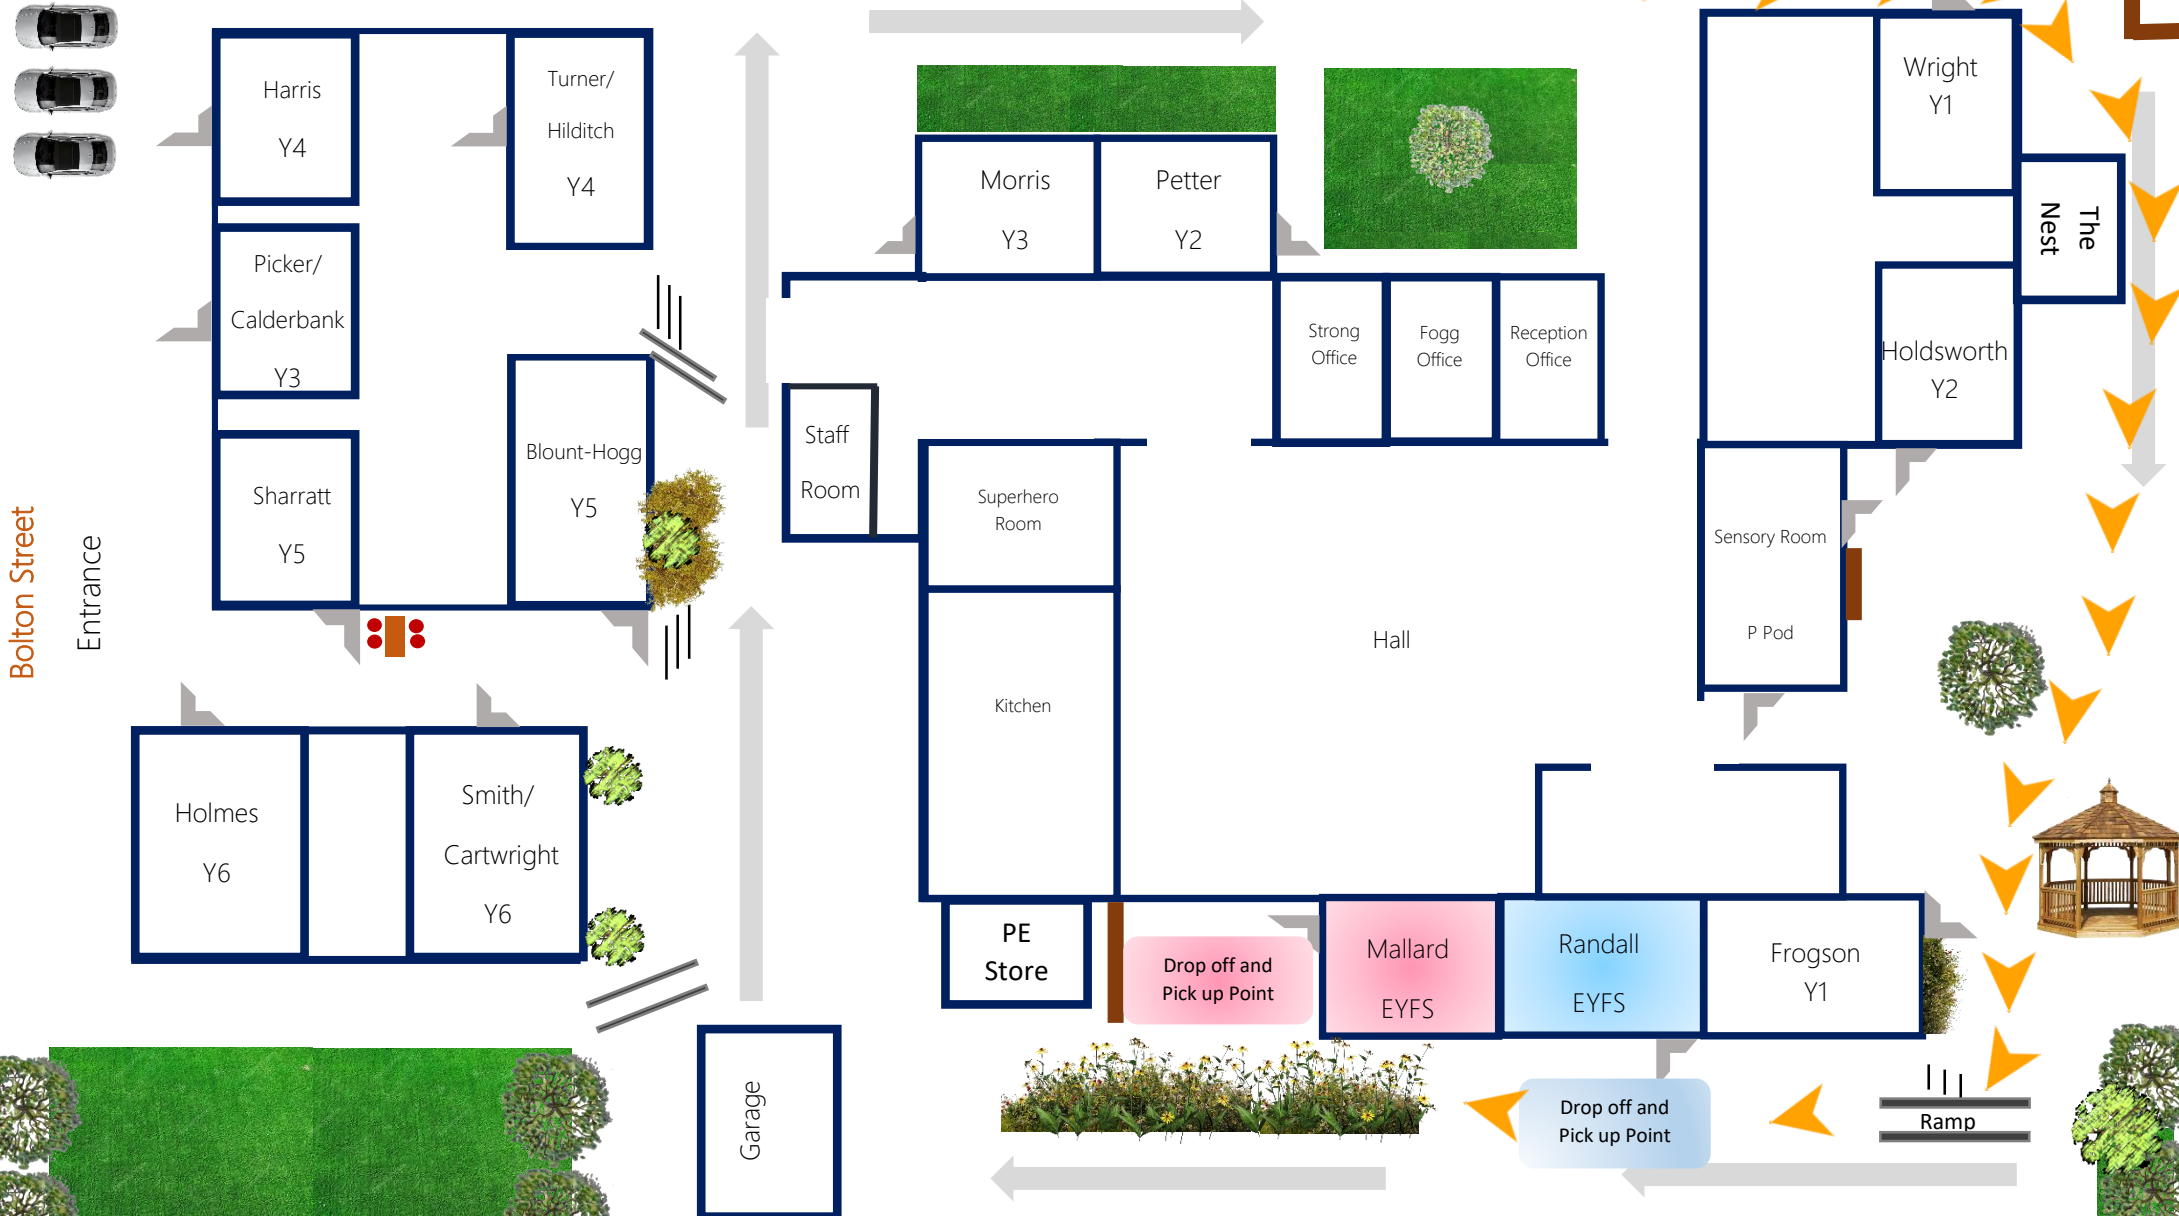 Harris
Y4
Turner/
Hilditch
Y4
Picker/
Calderbank
Y3
Sharratt
Y5
Blount-Hogg
Y5
Bolton Street
Entrance
Holmes
Y6
Smith/
Cartwright
Y6
Garage
Morris
Y3
Petter
Y2
Strong
Office
Fogg
Office
Reception
Office
Staff
Room
Superhero
Room
Kitchen
Hall
PE
Store
Drop off and
Pick up Point
Mallard
EYFS
Randall
EYFS
Frogson
Y1
Drop off and
Pick up Point
Ramp
Wright
Y1
The
Nest
Holdsworth
Y2
Sensory Room
P Pod